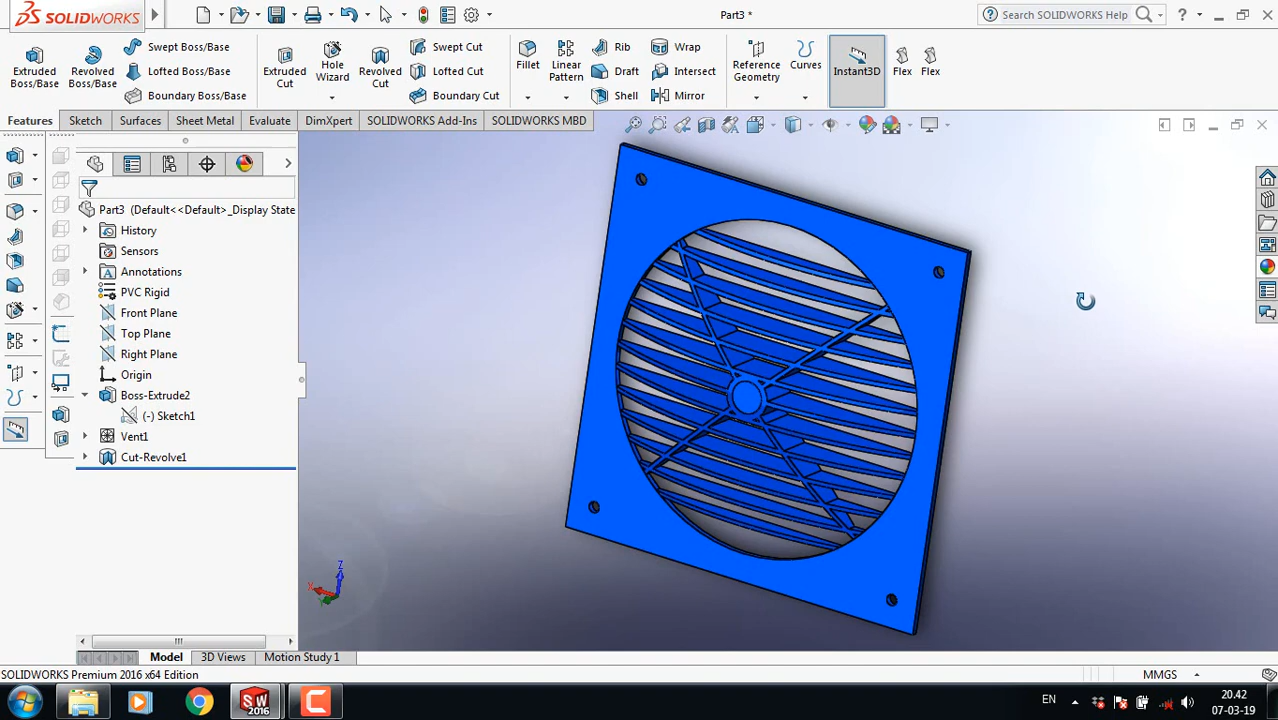 SOLIDWORKS
Part3 *
Search SOLIDWORKS Help
Extruded Boss/Base
Revolved Boss/Base
Swept Boss/Base
Lofted Boss/Base
Boundary Boss/Base
Extruded Cut
Hole Wizard
Revolved Cut
Swept Cut
Lofted Cut
Boundary Cut
Fillet
Linear Pattern
Rib
Draft
Shell
Wrap
Intersect
Mirror
Reference Geometry
Curves
Instant3D
Flex
Flex
Features
Sketch
Surfaces
Sheet Metal
Evaluate
DimXpert
SOLIDWORKS Add-Ins
SOLIDWORKS MBD
Part3 (Default<<Default>_Display State
History
Sensors
Annotations
PVC Rigid
Front Plane
Top Plane
Right Plane
Origin
Boss-Extrude2
(-) Sketch1
Vent1
Cut-Revolve1
Z
X
Y
Model
3D Views
Motion Study 1
SOLIDWORKS Premium 2016 x64 Edition
MMGS
SW
2016
EN
20.42
07-03-19